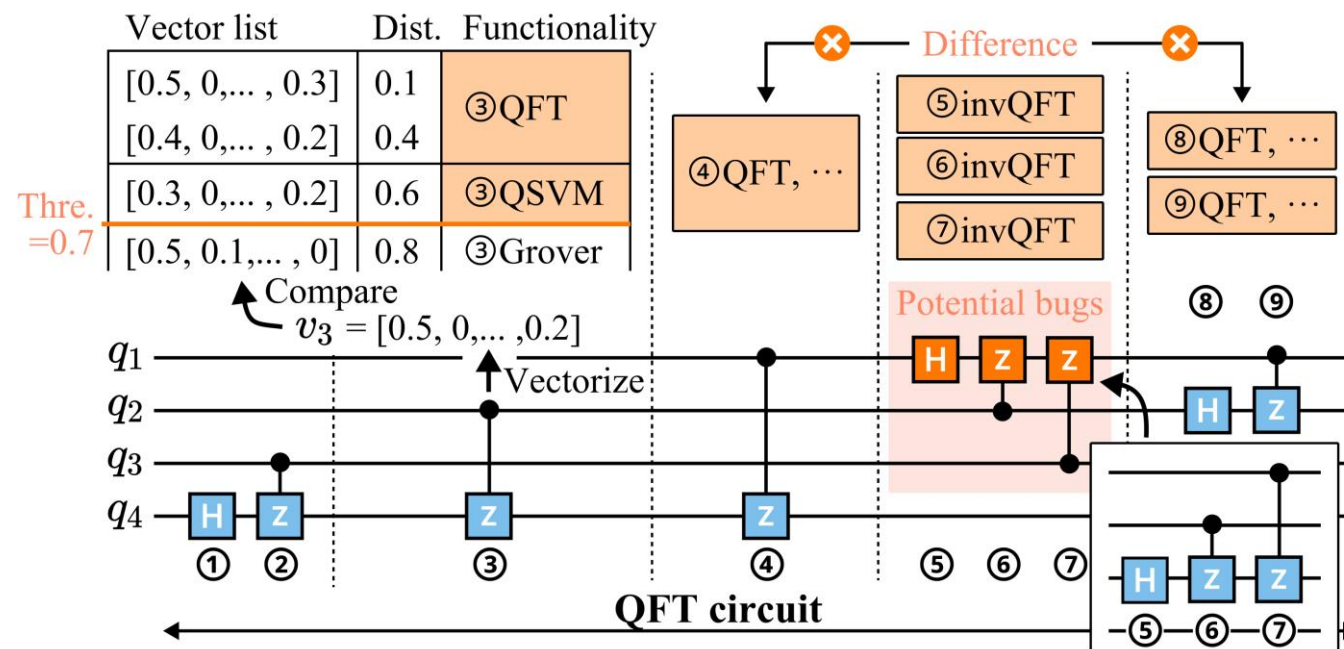 Vector list Dist. Functionality
[0.5, 0,... , 0.3] 0.1 ③QFT
[0.4, 0,... , 0.2] 0.4
[0.3, 0,... , 0.2] 0.6 ③QSVM
Thre.
=0.7
[0.5, 0.1,... , 0] 0.8 ③Grover
Difference
④QFT, ···
⑤invQFT
⑥invQFT
⑦invQFT
⑧QFT, ···
⑨QFT, ···
Compare
v₃ = [0.5, 0,... ,0.2]
Vectorize
Potential bugs
⑧ ⑨
q₁ H Z Z
q₂ H Z
q₃
q₄ H Z Z Z
① ② ③ ④ ⑤ ⑥ ⑦
H Z Z
⑤ ⑥ ⑦
QFT circuit